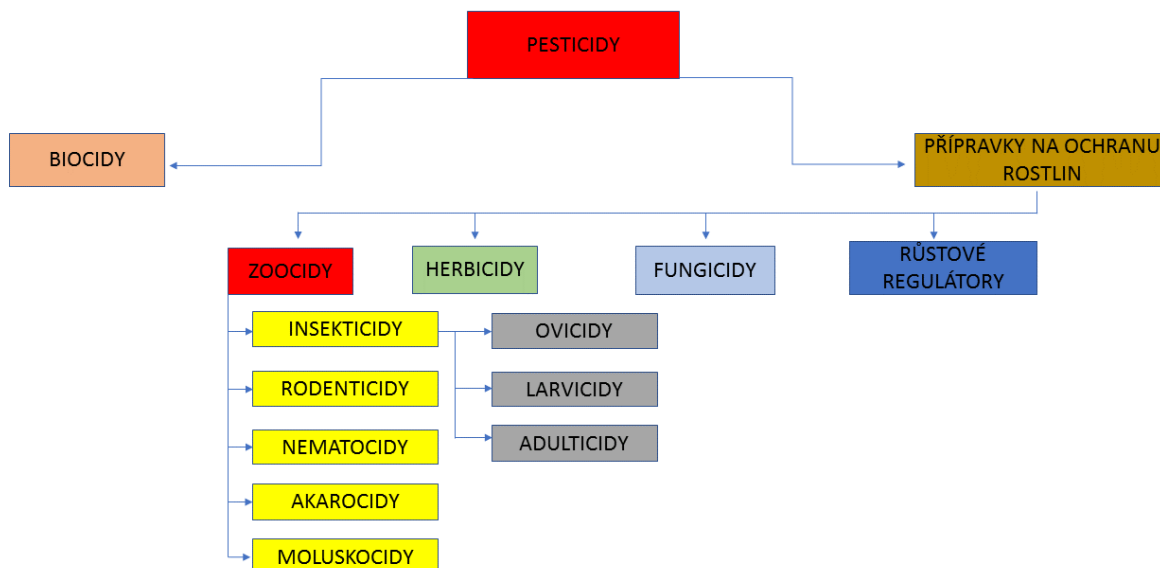 PESTICIDY
BIOCIDY
PŘÍPRAVKY NA OCHRANU
ROSTLIN
ZOOCIDY
HERBICIDY
FUNGICIDY
RŮSTOVÉ
REGULÁTORY
INSEKTICIDY
OVICIDY
RODENTICIDY
LARVICIDY
NEMATOCIDY
ADULTICIDY
AKAROCIDY
MOLUSKOCIDY